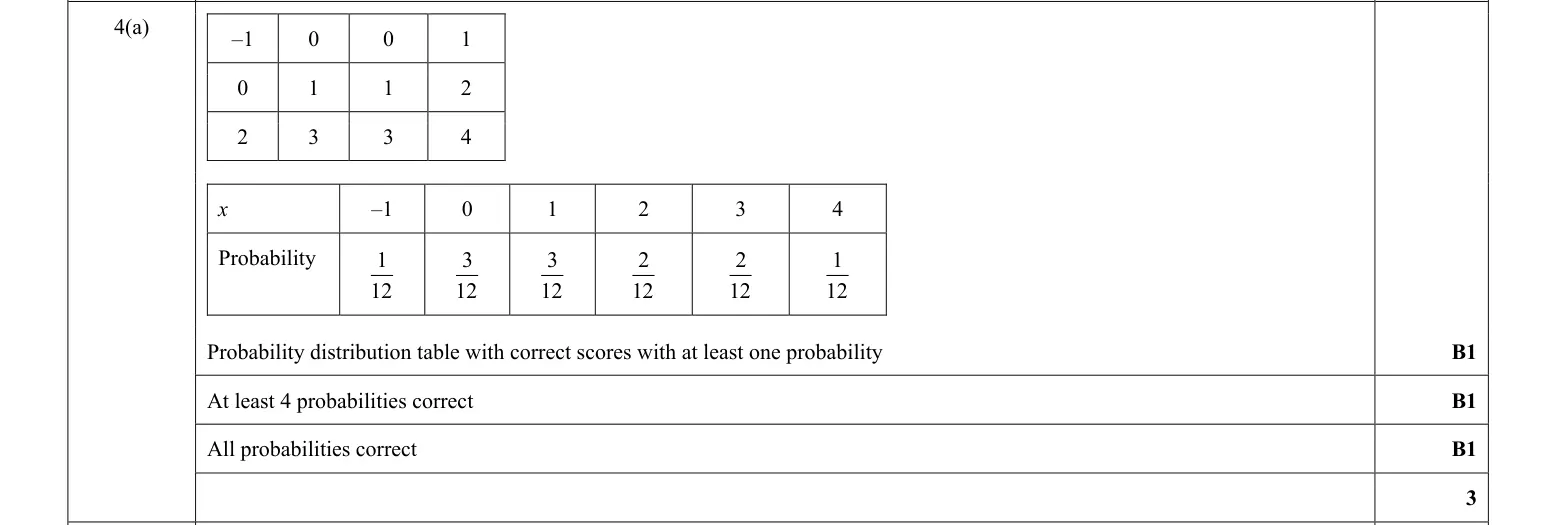 4(a)
–1 0 0 1
0 1 1 2
2 3 3 4
x –1 0 1 2 3 4
Probability 1/12 3/12 3/12 2/12 2/12 1/12
Probability distribution table with correct scores with at least one probability B1
At least 4 probabilities correct B1
All probabilities correct B1
3